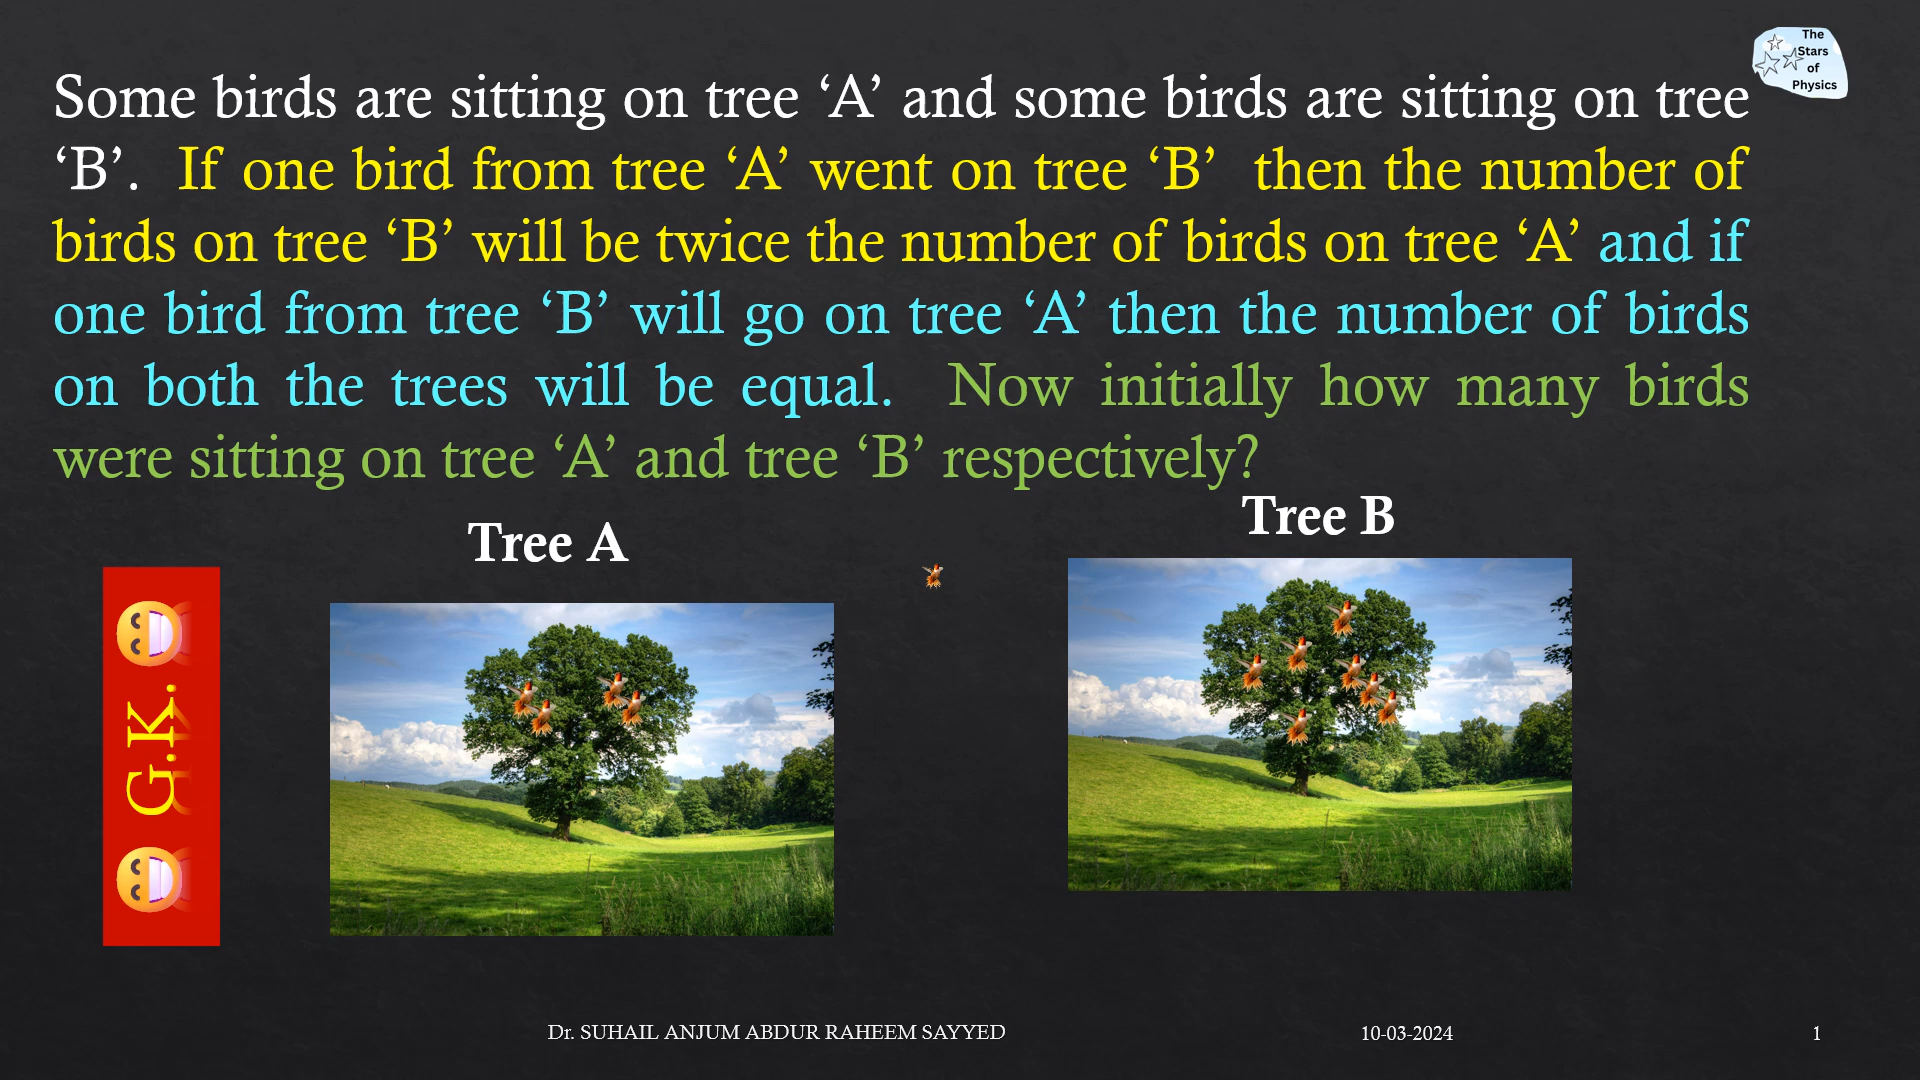 The
Stars
of
Physics
Some birds are sitting on tree ‘A’ and some birds are sitting on tree
‘B’. If one bird from tree ‘A’ went on tree ‘B’ then the number of
birds on tree ‘B’ will be twice the number of birds on tree ‘A’ and if
one bird from tree ‘B’ will go on tree ‘A’ then the number of birds
on both the trees will be equal. Now initially how many birds
were sitting on tree ‘A’ and tree ‘B’ respectively?
Tree A
Tree B
G.K.
Dr. SUHAIL ANJUM ABDUR RAHEEM SAYYED
10-03-2024
1